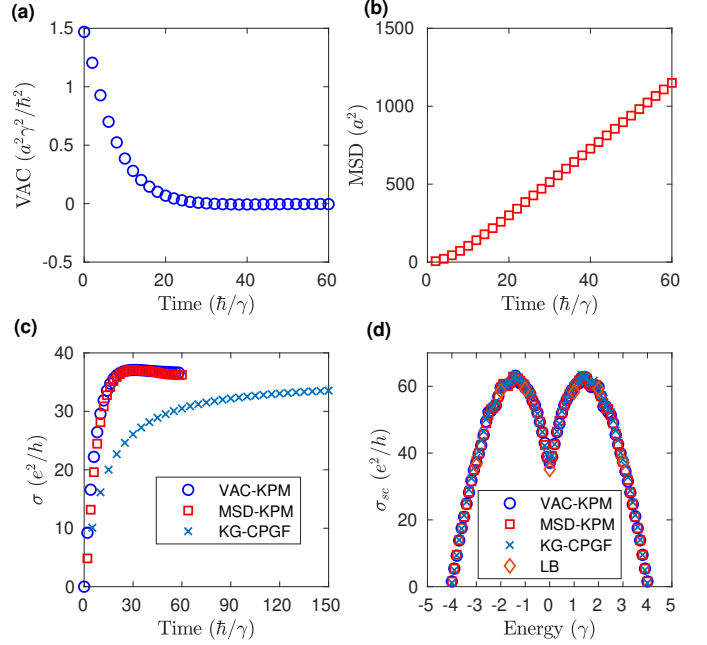 (a)
VAC (a²γ²/ħ²)
1.5
1
0.5
0
-0.5
0 20 40 60
Time (ħ/γ)
(b)
MSD (a²)
1500
1000
500
0
0 20 40 60
Time (ħ/γ)
(c)
σ (e²/h)
40
30
20
10
0
VAC-KPM
MSD-KPM
KG-CPGF
0 30 60 90 120 150
Time (ħ/γ)
(d)
σsc (e²/h)
60
40
20
0
VAC-KPM
MSD-KPM
KG-CPGF
LB
-5 -4 -3 -2 -1 0 1 2 3 4 5
Energy (γ)